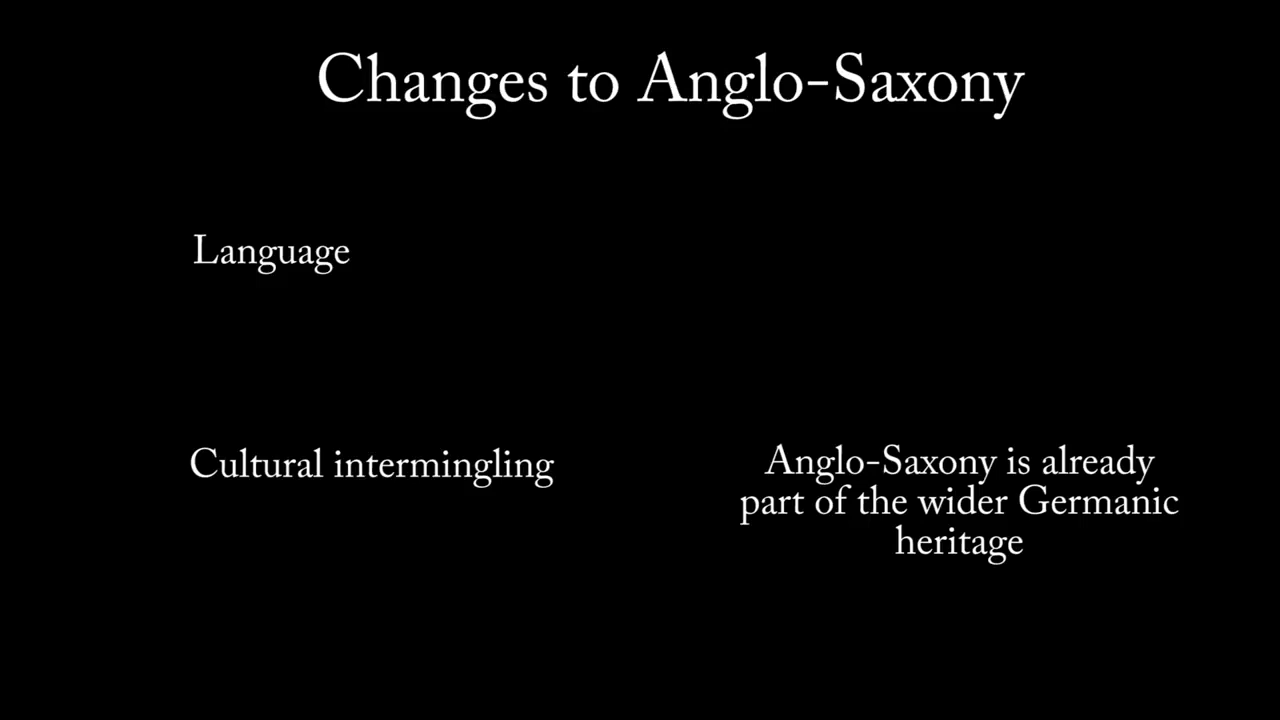 Changes to Anglo-Saxony
Language
Cultural intermingling
Anglo-Saxony is already
part of the wider Germanic
heritage